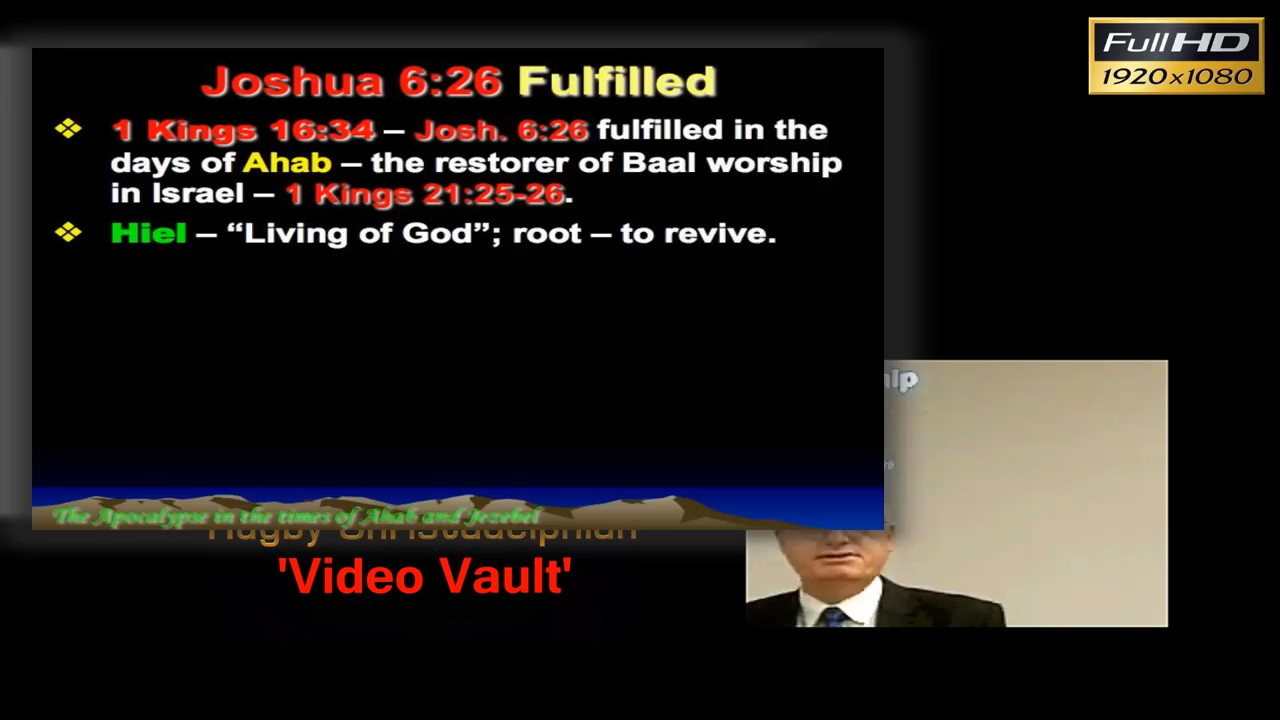 Full HD
1920x1080
Joshua 6:26 Fulfilled
❖ 1 Kings 16:34 – Josh. 6:26 fulfilled in the
days of Ahab – the restorer of Baal worship
in Israel – 1 Kings 21:25-26.
❖ Hiel – “Living of God”; root – to revive.
The Apocalypse in the times of Ahab and Jezebel
Rugby Christadelphian
'Video Vault'